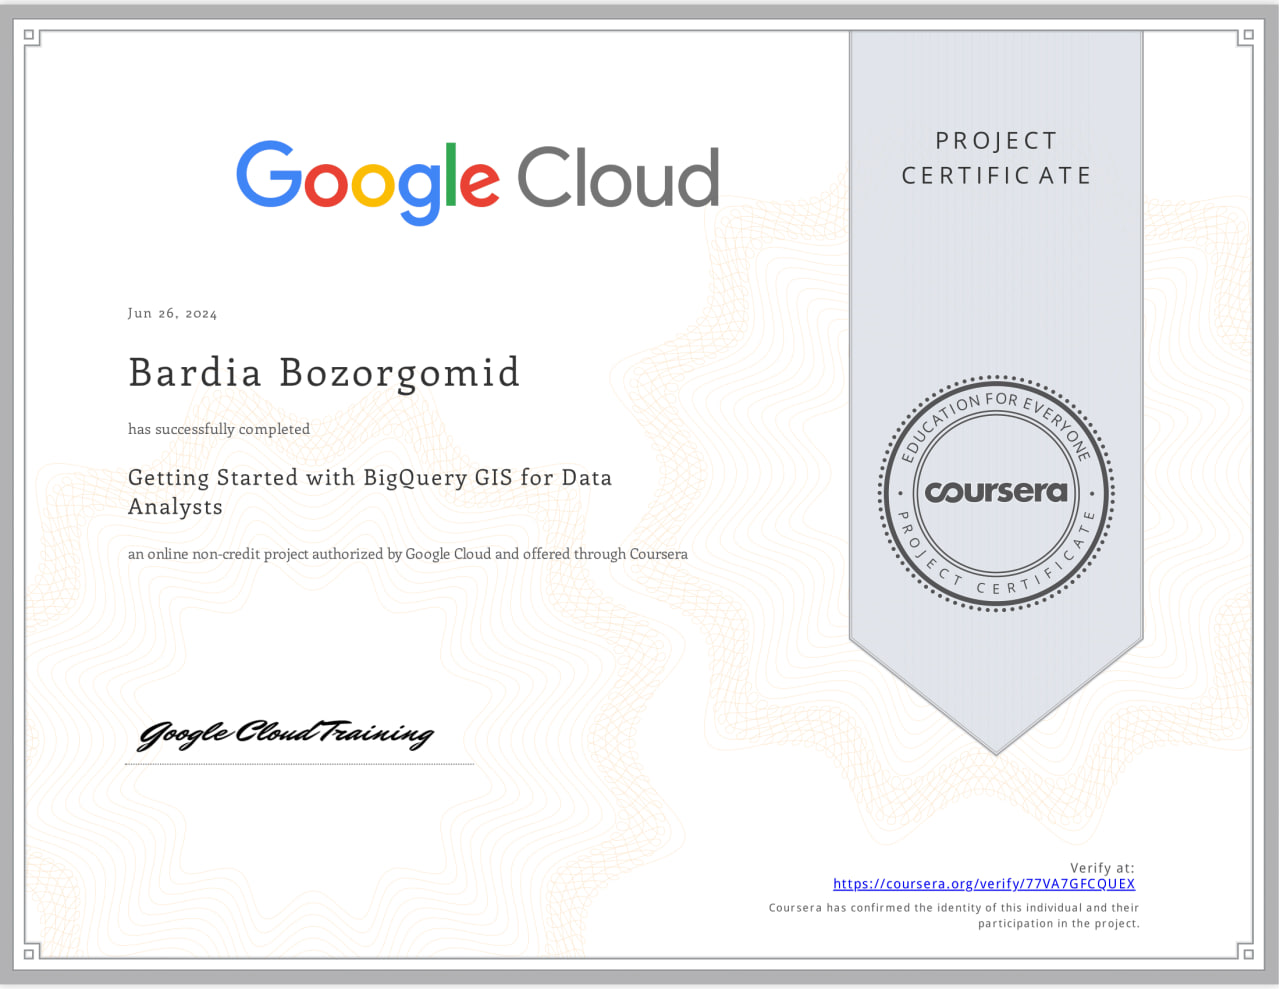 Google Cloud
PROJECT
CERTIFICATE
Jun 26, 2024
Bardia Bozorgomid
has successfully completed
Getting Started with BigQuery GIS for Data
Analysts
an online non-credit project authorized by Google Cloud and offered through Coursera
EDUCATION FOR EVERYONE
coursera
PROJECT CERTIFICATE
Google Cloud Training
Verify at:
https://coursera.org/verify/77VA7GFCQUEX
Coursera has confirmed the identity of this individual and their
participation in the project.